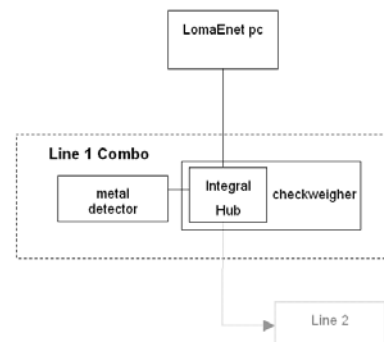 LomaEnet pc
Line 1 Combo
metal
detector
Integral
Hub
checkweigher
Line 2